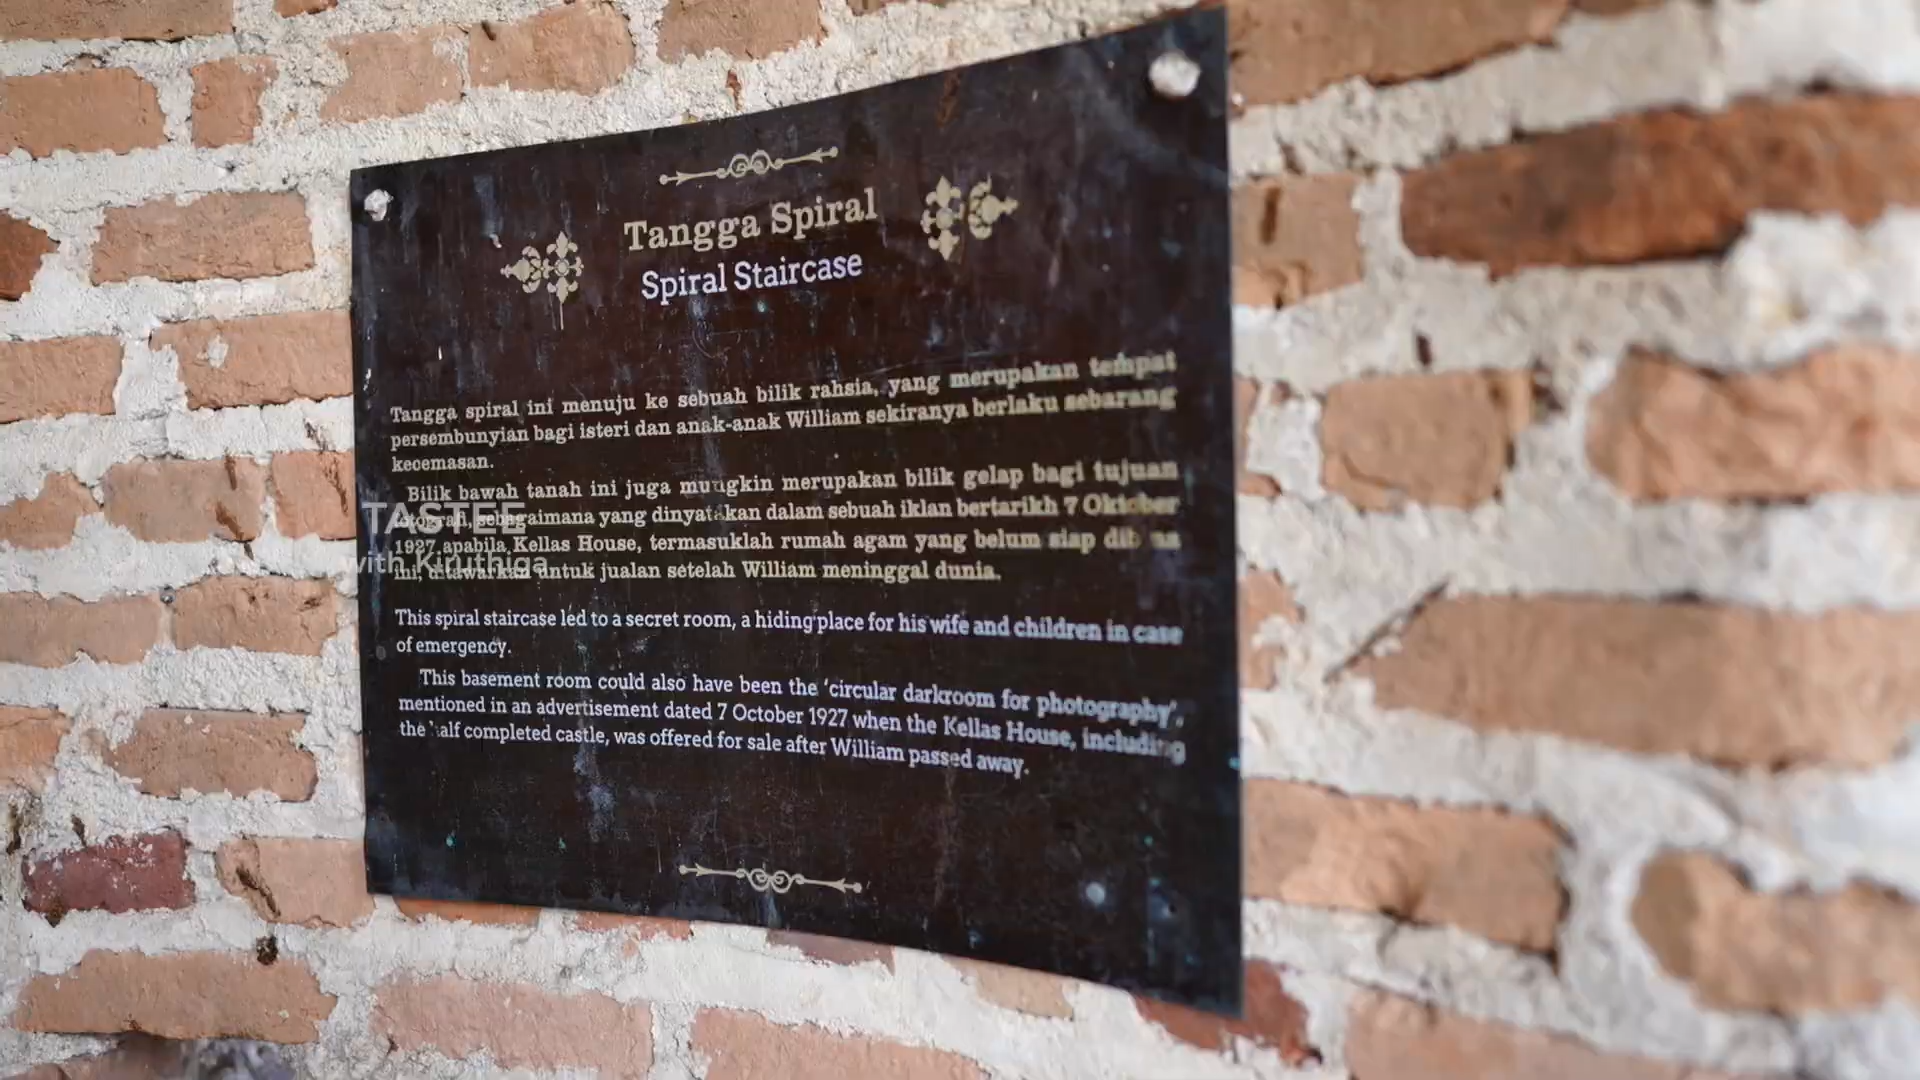 Tangga Spiral
Spiral Staircase
Tangga spiral ini menuju ke sebuah bilik rahsia, yang merupakan tempat
persembunyian bagi isteri dan anak-anak William sekiranya berlaku sebarang
kecemasan.
Bilik bawah tanah ini juga mungkin merupakan bilik gelap bagi tujuan
fotografi, sebagaimana yang dinyatakan dalam sebuah iklan bertarikh 7 Oktober
1927 apabila Kellas House, termasuklah rumah agam yang belum siap dibina
ini, ditawarkan untuk jualan setelah William meninggal dunia.
This spiral staircase led to a secret room, a hiding place for his wife and children in case
of emergency.
This basement room could also have been the ‘circular darkroom for photography’,
mentioned in an advertisement dated 7 October 1927 when the Kellas House, including
the half completed castle, was offered for sale after William passed away.
TASTEE
with Kiruthiga